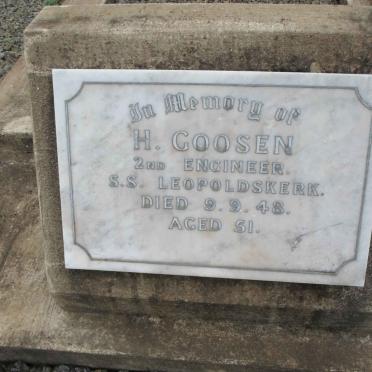 In Memory of
H. GOOSEN
2ND ENGINEER.
S.S. LEOPOLDSKERK.
DIED 9.9.48.
AGED 51.